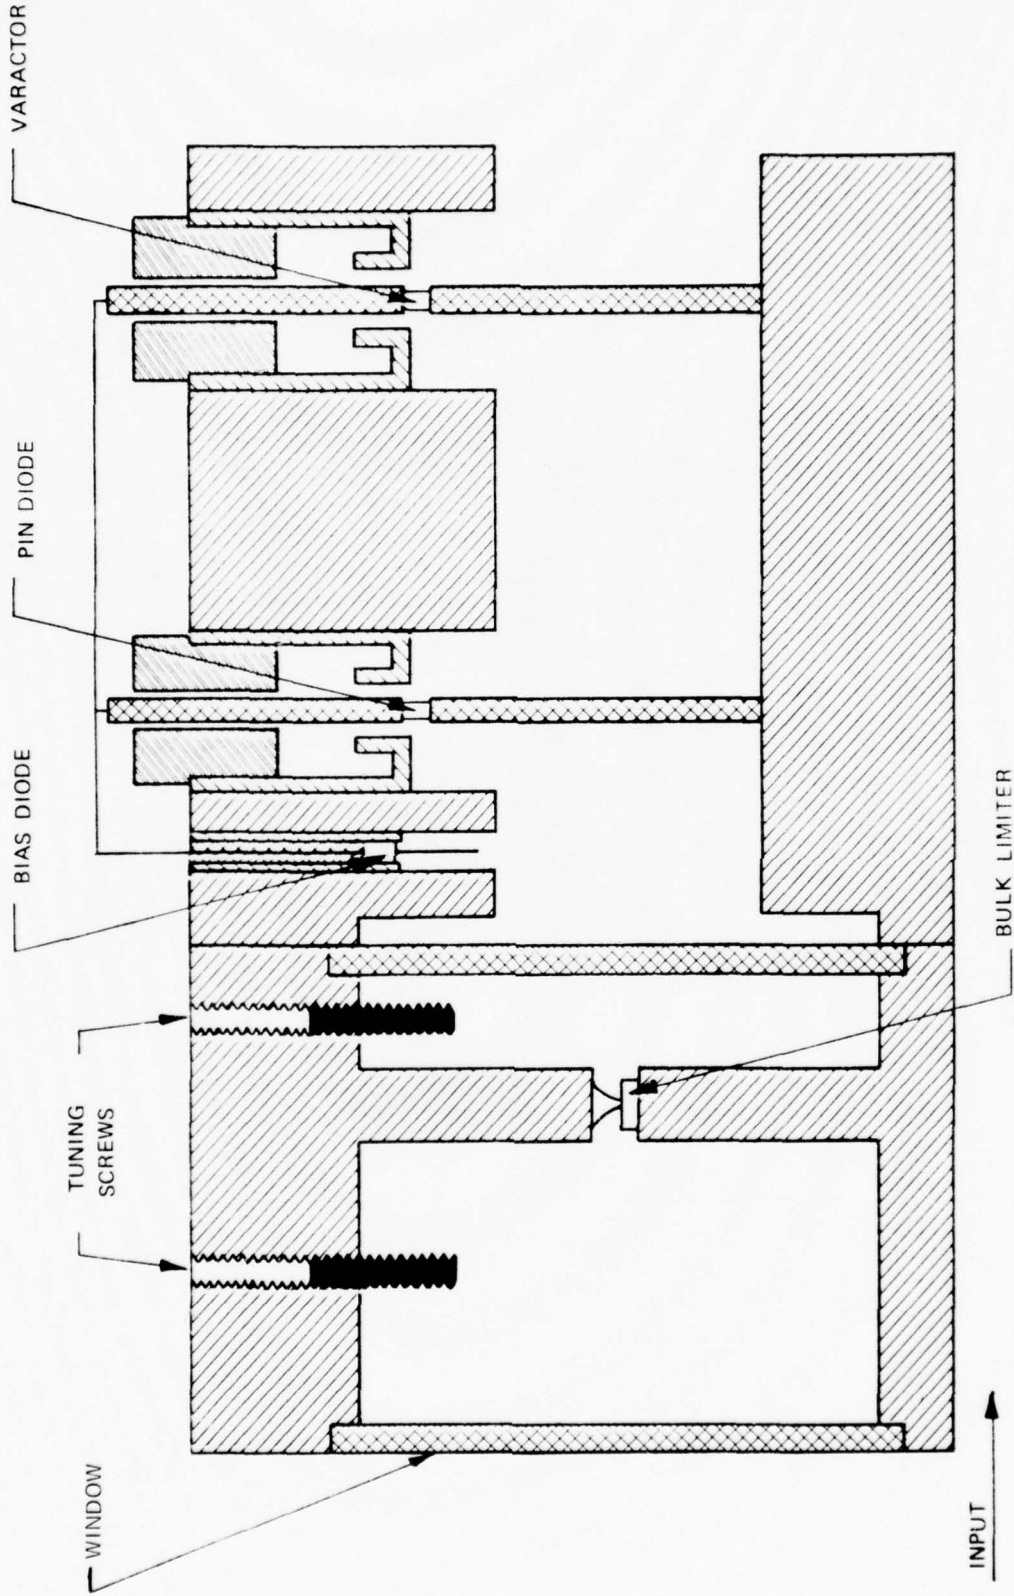 VARACTOR
PIN DIODE
BIAS DIODE
TUNING
SCREWS
WINDOW
BULK LIMITER
INPUT